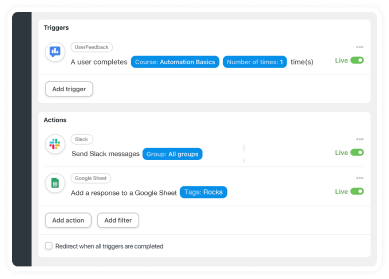 Triggers
UserFeedback
A user completes Course: Automation Basics Number of times: 1 time(s)
Live
Add trigger
Actions
Slack
Send Slack messages Group: All groups
Live
Google Sheet
Add a response to a Google Sheet Tags: Rocks
Live
Add action Add filter
Redirect when all triggers are completed